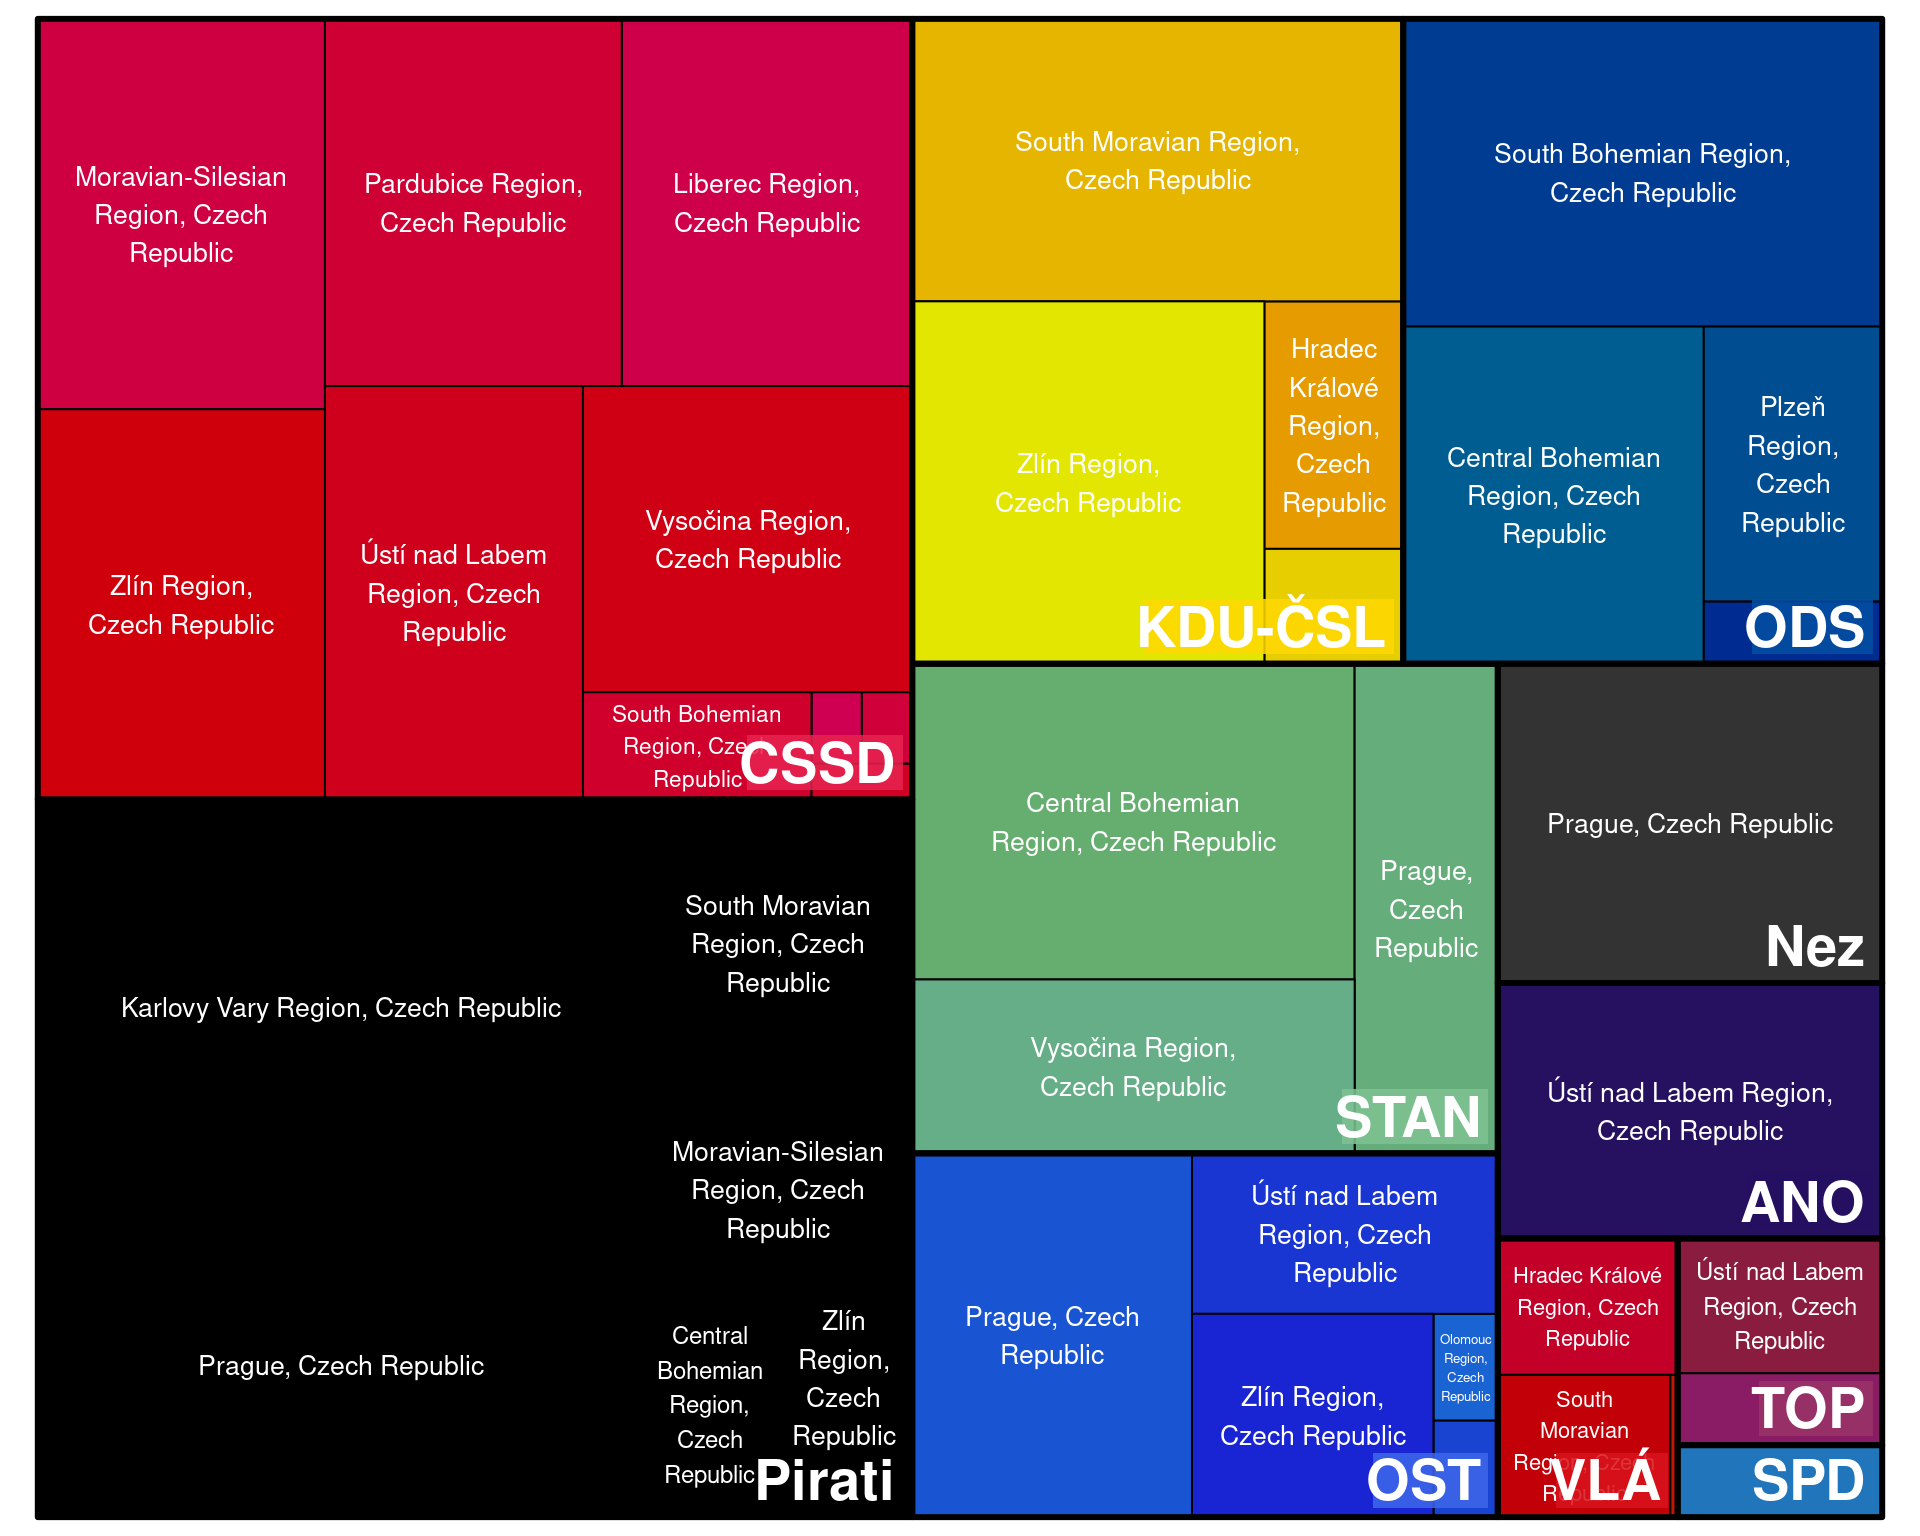 Moravian-Silesian
Region, Czech
Republic
Pardubice Region,
Czech Republic
Liberec Region,
Czech Republic
Zlín Region,
Czech Republic
Ústí nad Labem
Region, Czech
Republic
Vysočina Region,
Czech Republic
South Bohemian
Region, Czech
Republic
CSSD
South Moravian Region,
Czech Republic
Zlín Region,
Czech Republic
Hradec
Králové
Region,
Czech
Republic
KDU-ČSL
South Bohemian Region,
Czech Republic
Central Bohemian
Region, Czech
Republic
Plzeň
Region,
Czech
Republic
ODS
Karlovy Vary Region, Czech Republic
South Moravian
Region, Czech
Republic
Moravian-Silesian
Region, Czech
Republic
Prague, Czech Republic
Central
Bohemian
Region,
Czech
Republic
Zlín
Region,
Czech
Republic
Pirati
Central Bohemian
Region, Czech Republic
Prague,
Czech
Republic
Vysočina Region,
Czech Republic
STAN
Prague, Czech Republic
Nez
Ústí nad Labem Region,
Czech Republic
ANO
Prague, Czech
Republic
Ústí nad Labem
Region, Czech
Republic
Zlín Region,
Czech Republic
Olomouc
Region,
Czech
Republic
OST
Hradec Králové
Region, Czech
Republic
South
Moravian
Region, Czech
Republic
VLÁ
Ústí nad Labem
Region, Czech
Republic
TOP
SPD